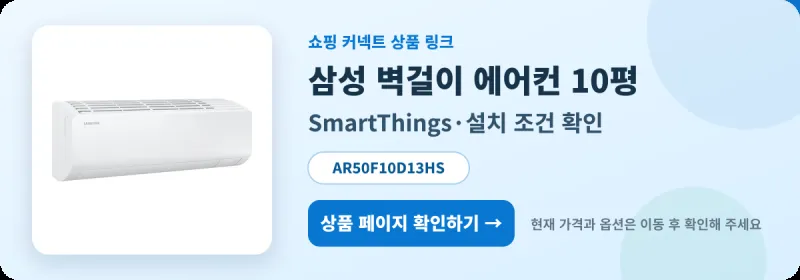 쇼핑 커넥트 상품 링크
삼성 벽걸이 에어컨 10평
SmartThings·설치 조건 확인
AR50F10D13HS
상품 페이지 확인하기 →
현재 가격과 옵션은 이동 후 확인해 주세요
SAMSUNG